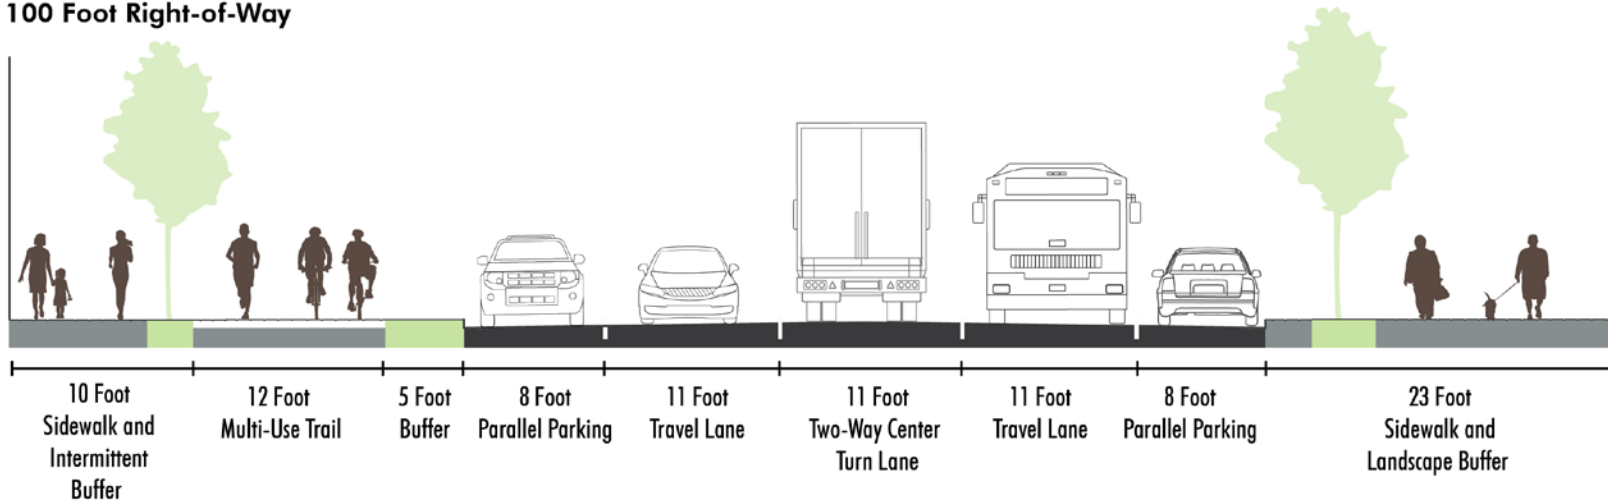 100 Foot Right-of-Way
10 Foot
Sidewalk and
Intermittent
Buffer
12 Foot
Multi-Use Trail
5 Foot
Buffer
8 Foot
Parallel Parking
11 Foot
Travel Lane
11 Foot
Two-Way Center
Turn Lane
11 Foot
Travel Lane
8 Foot
Parallel Parking
23 Foot
Sidewalk and
Landscape Buffer